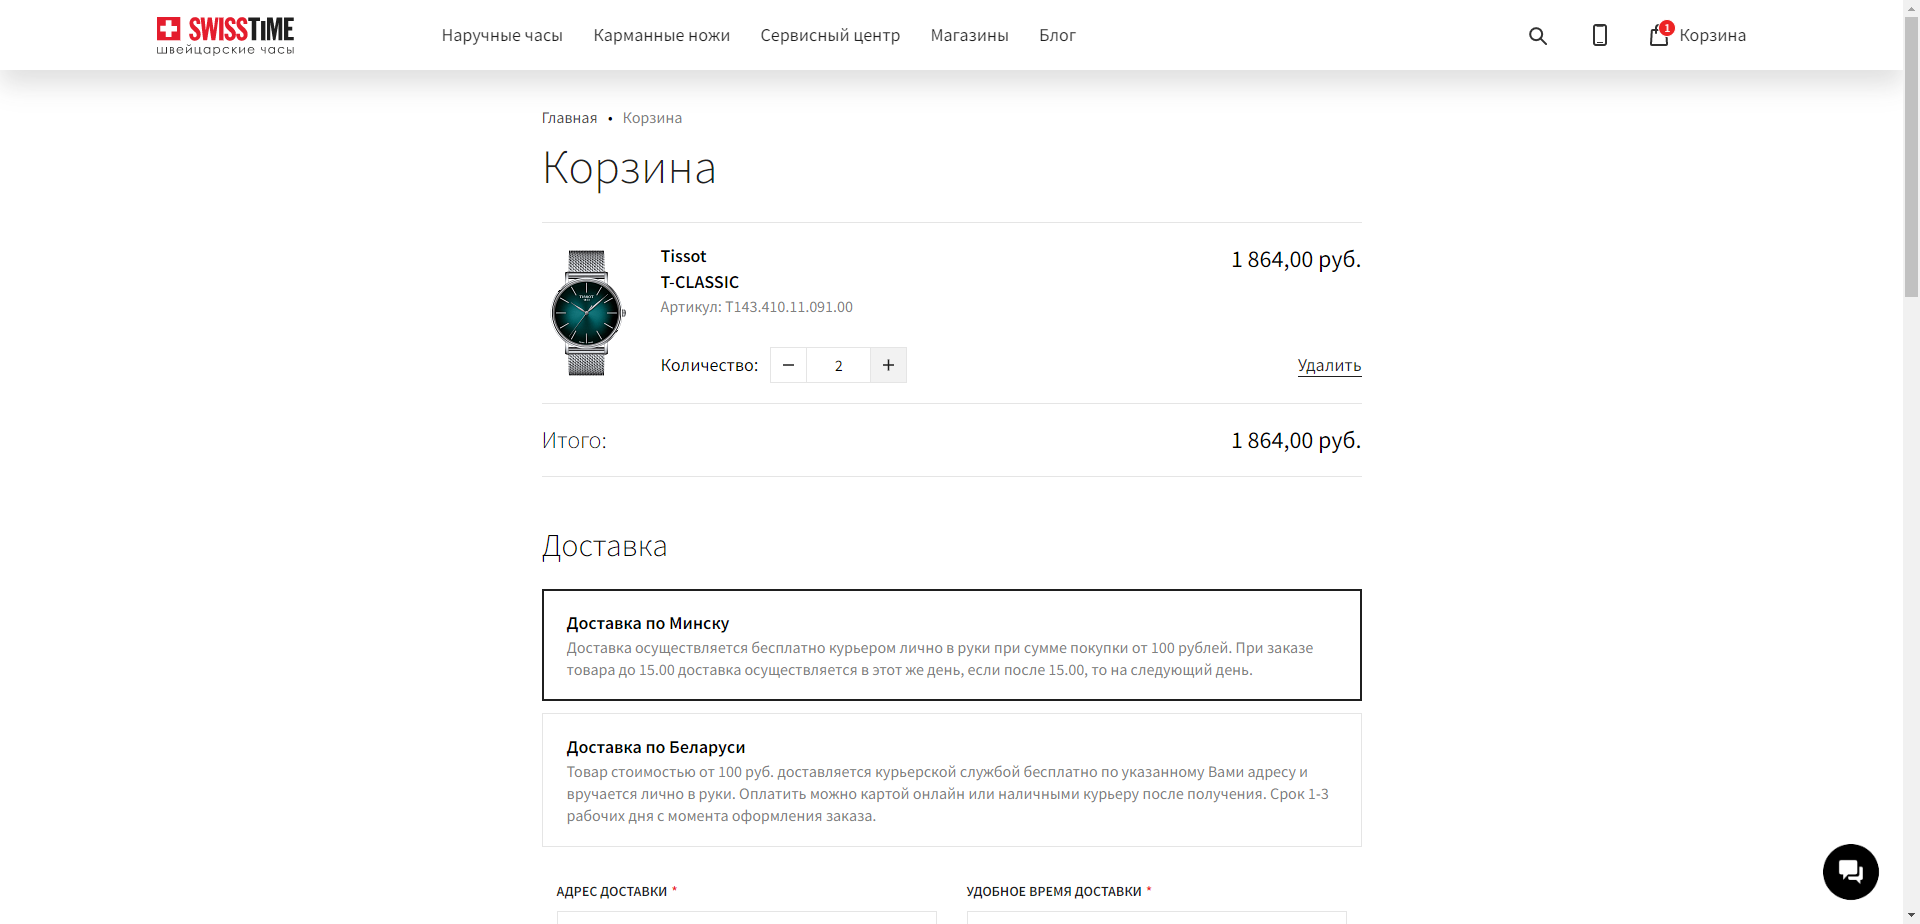 SWISSTIME
швейцарские часы
Наручные часы
Карманные ножи
Сервисный центр
Магазины
Блог
1
Корзина
Главная • Корзина
Корзина
Tissot
T-CLASSIC
Артикул: T143.410.11.091.00
1 864,00 руб.
TISSOT
Количество: − 2 +
Удалить
Итого: 1 864,00 руб.
Доставка
Доставка по Минску
Доставка осуществляется бесплатно курьером лично в руки при сумме покупки от 100 рублей. При заказе
товара до 15.00 доставка осуществляется в этот же день, если после 15.00, то на следующий день.
Доставка по Беларуси
Товар стоимостью от 100 руб. доставляется курьерской службой бесплатно по указанному Вами адресу и
вручается лично в руки. Оплатить можно картой онлайн или наличными курьеру после получения. Срок 1-3
рабочих дня с момента оформления заказа.
АДРЕС ДОСТАВКИ *
УДОБНОЕ ВРЕМЯ ДОСТАВКИ *